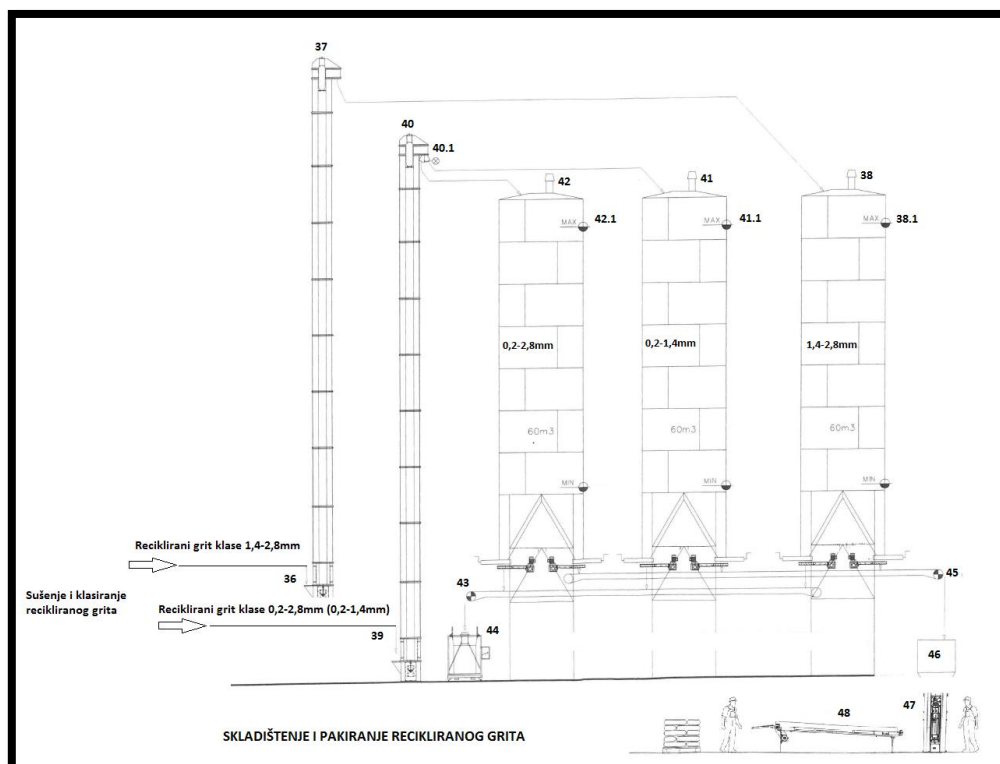 37
40
40.1
42
41
38
MAX
42.1
MAX
41.1
MAX
38.1
0,2-2,8mm
0,2-1,4mm
1,4-2,8mm
60m3
60m3
60m3
MIN
MIN
MIN
Reciklirani grit klase 1,4-2,8mm
36
Sušenje i klasiranje
recikliranog grita
Reciklirani grit klase 0,2-2,8mm (0,2-1,4mm)
39
43
45
44
46
47
48
SKLADIŠTENJE I PAKIRANJE RECIKLIRANOG GRITA